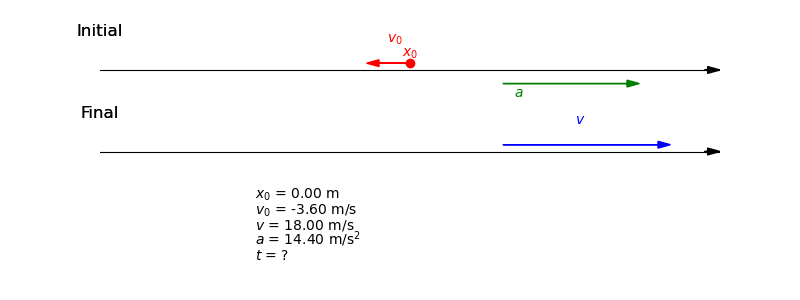 Initial
v₀
x₀
a
Final
v
x₀ = 0.00 m
v₀ = -3.60 m/s
v = 18.00 m/s
a = 14.40 m/s²
t = ?